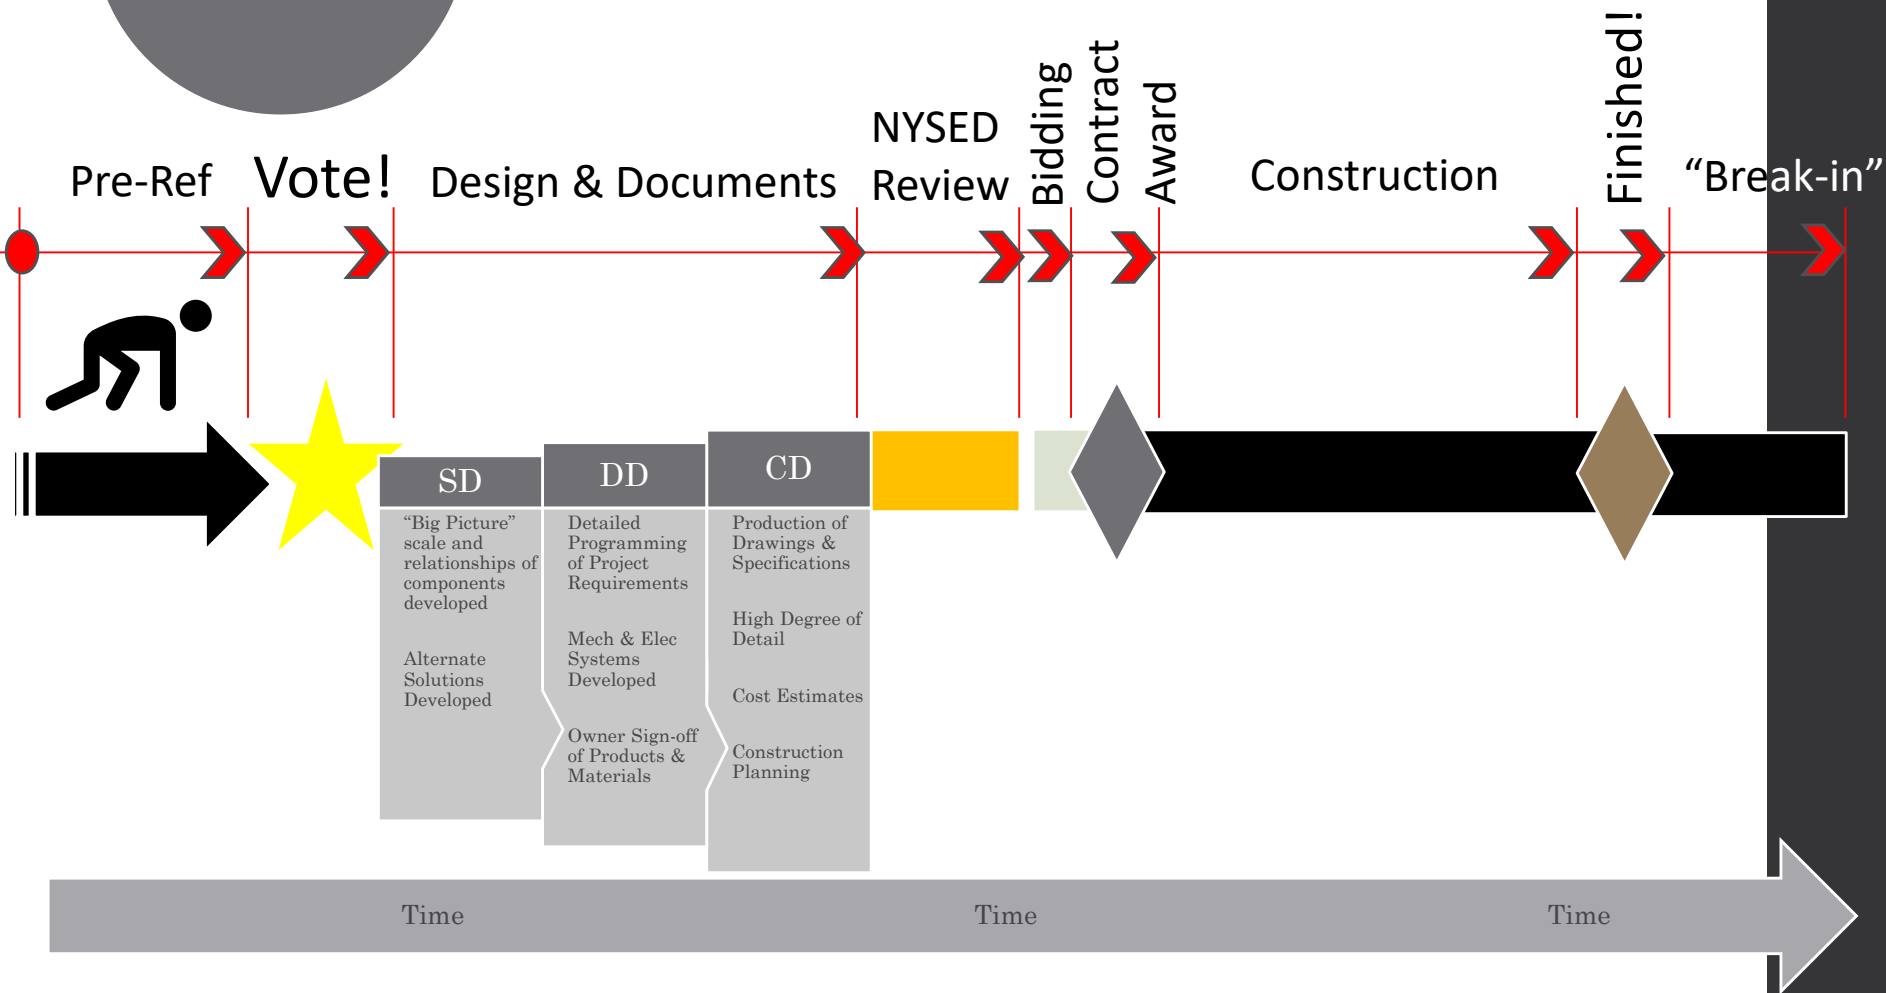 Pre-Ref
Vote!
Design & Documents
NYSED
Review
Bidding
Contract
Award
Construction
Finished!
“Break-in”
SD
“Big Picture”
scale and
relationships of
components
developed
Alternate
Solutions
Developed
DD
Detailed
Programming
of Project
Requirements
Mech & Elec
Systems
Developed
Owner Sign-off
of Products &
Materials
CD
Production of
Drawings &
Specifications
High Degree of
Detail
Cost Estimates
Construction
Planning
Time
Time
Time